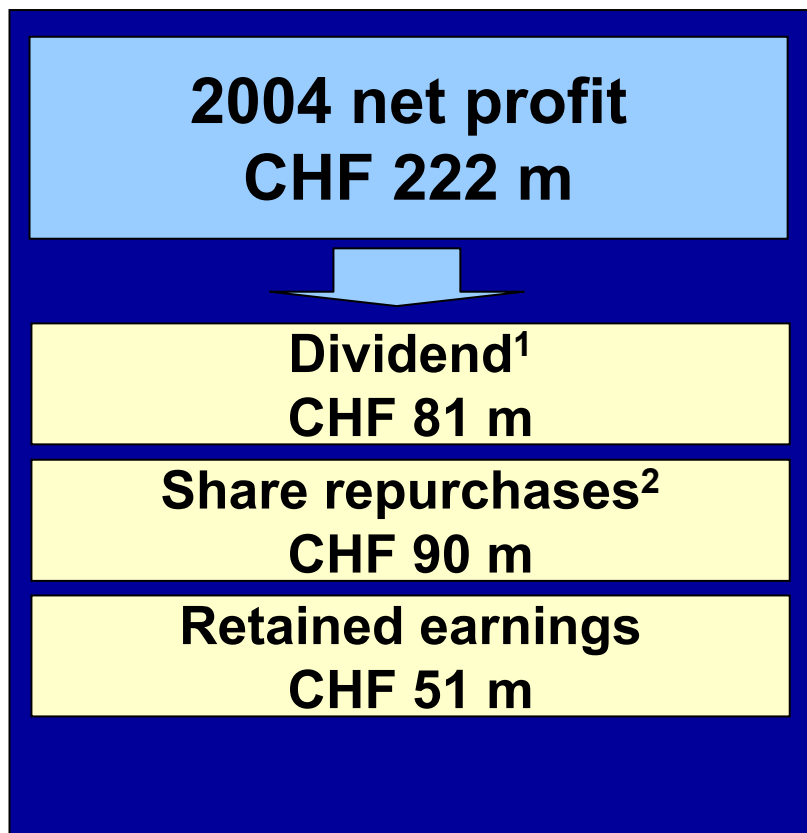 2004 net profit
CHF 222 m
Dividend¹
CHF 81 m
Share repurchases²
CHF 90 m
Retained earnings
CHF 51 m